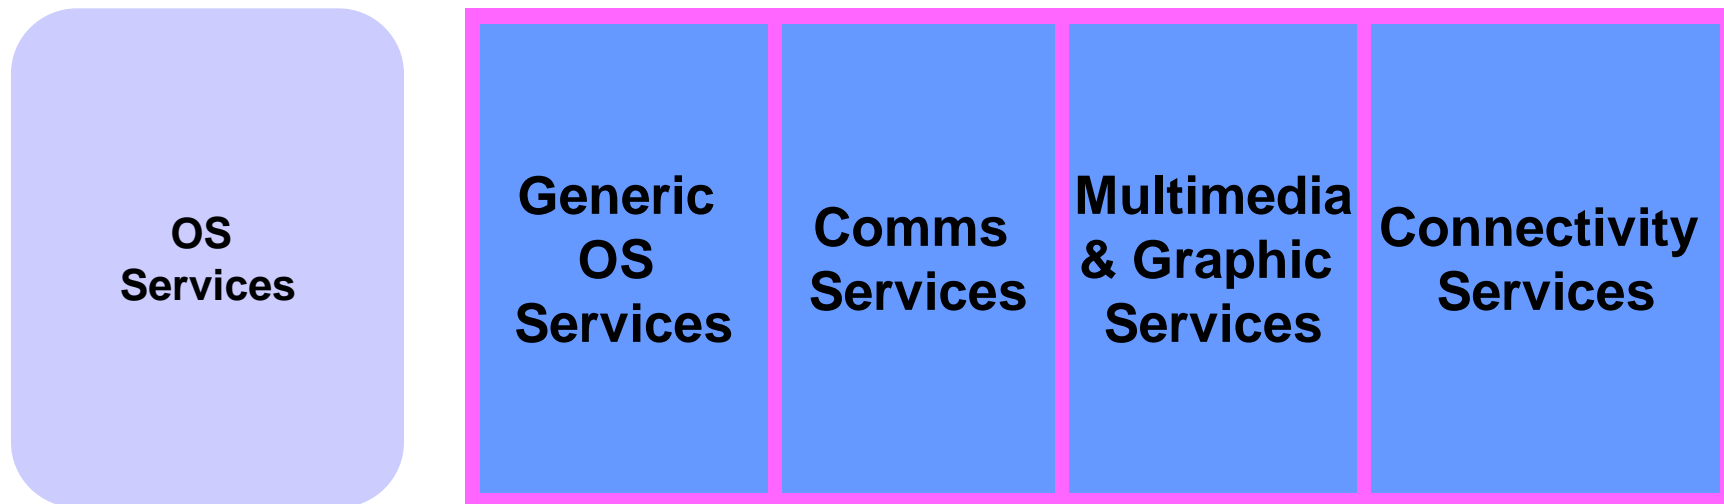 OS
Services
Generic
OS
Services
Comms
Services
Multimedia
& Graphic
Services
Connectivity
Services